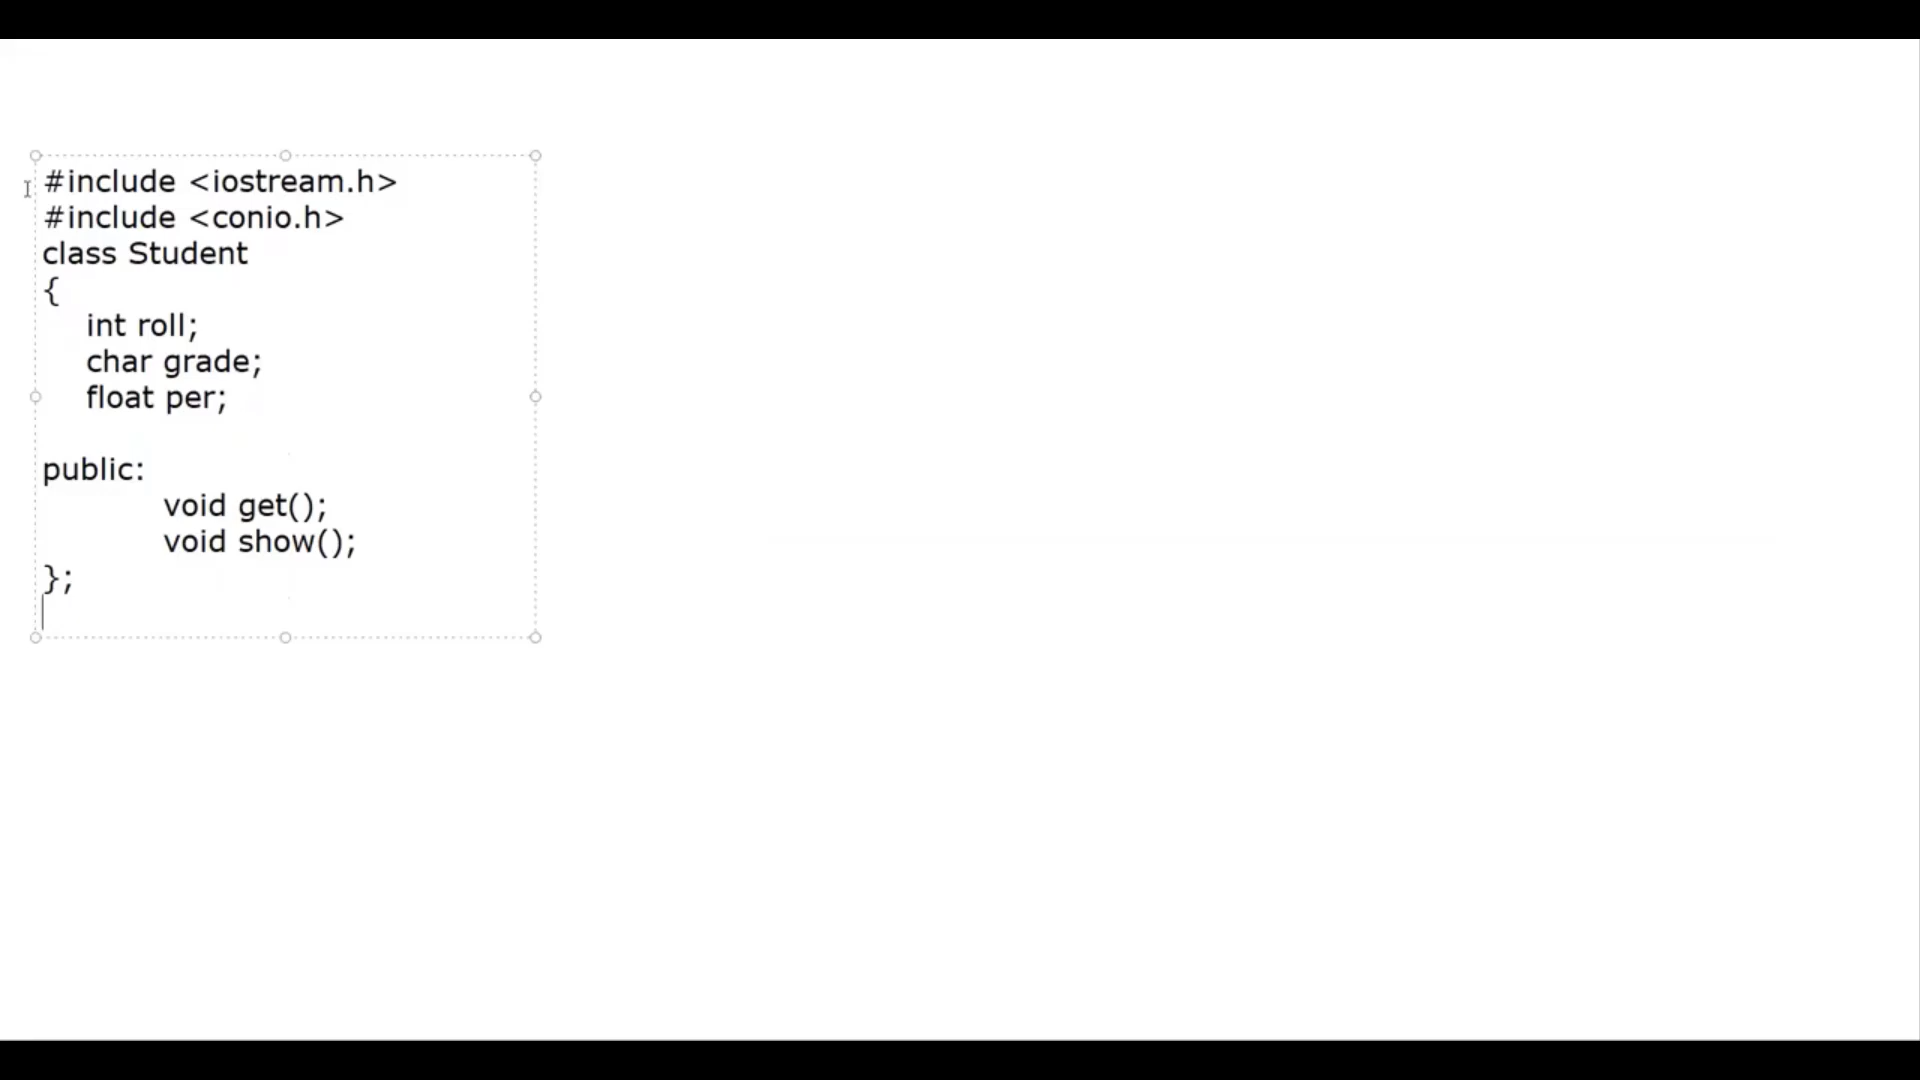 #include <iostream.h>
#include <conio.h>
class Student
{
int roll;
char grade;
float per;
public:
void get();
void show();
};